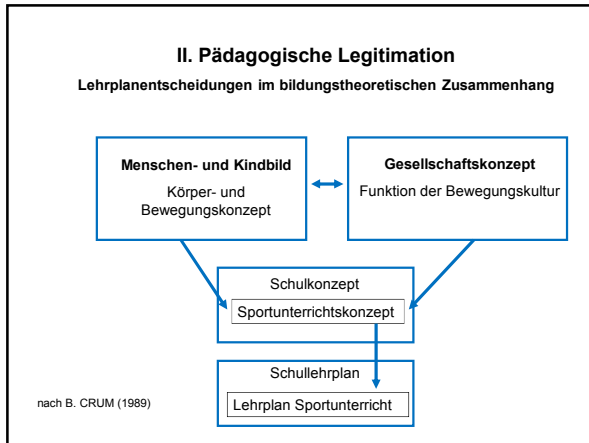 II. Pädagogische Legitimation
Lehrplanentscheidungen im bildungstheoretischen Zusammenhang
Menschen- und Kindbild
Körper- und
Bewegungskonzept
Gesellschaftskonzept
Funktion der Bewegungskultur
Schulkonzept
Sportunterrichtskonzept
Schullehrplan
Lehrplan Sportunterricht
nach B. CRUM (1989)